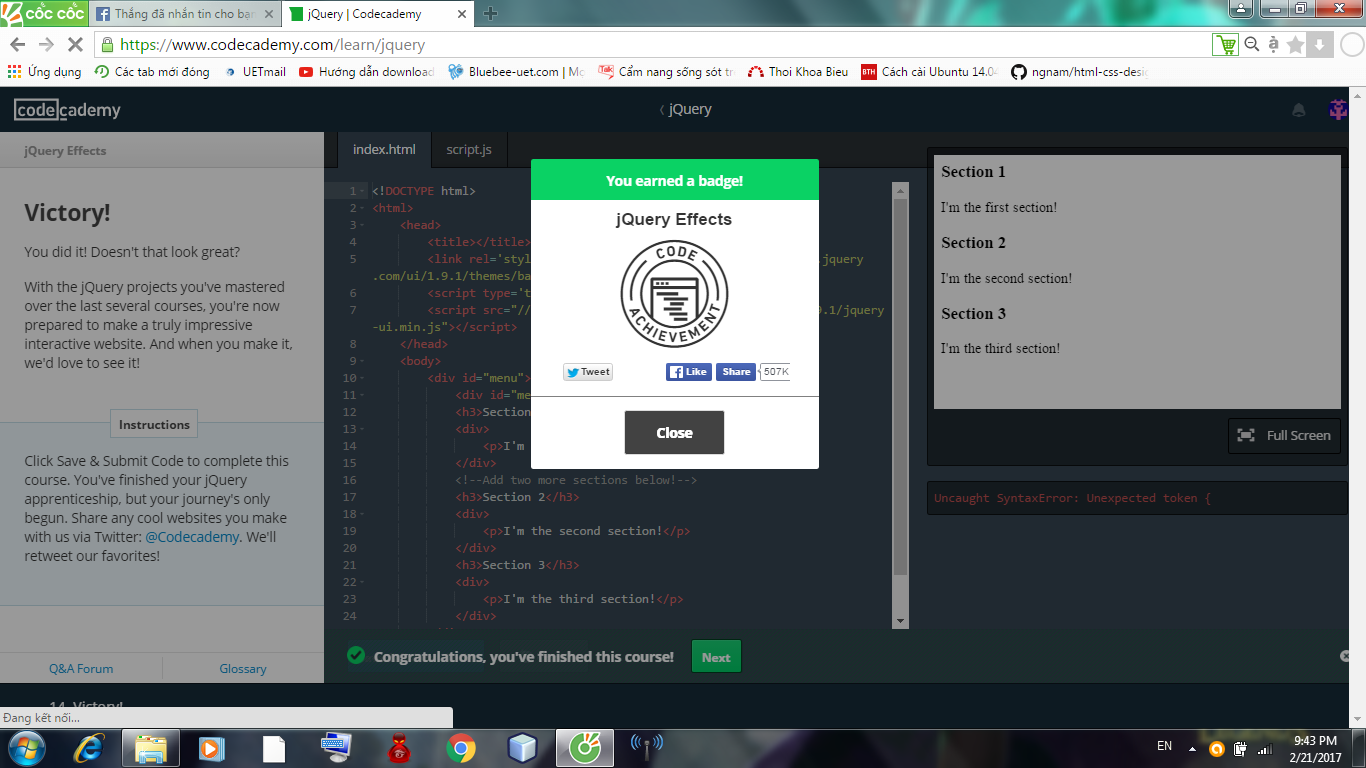 cốc cốc
Thắng đã nhắn tin cho bạn
jQuery | Codecademy
https://www.codecademy.com/learn/jquery
Ứng dụng
Các tab mới đóng
UETmail
Hướng dẫn download
Bluebee-uet.com | Mọ
Cẩm nang sống sót tr
Thoi Khoa Bieu
BTH
Cách cài Ubuntu 14.04
ngnam/html-css-desi
codecademy
jQuery
jQuery Effects
Victory!
You did it! Doesn't that look great?
With the jQuery projects you've mastered
over the last several courses, you're now
prepared to make a truly impressive
interactive website. And when you make it,
we'd love to see it!
Instructions
Click Save & Submit Code to complete this
course. You've finished your jQuery
apprenticeship, but your journey's only
begun. Share any cool websites you make
with us via Twitter: @Codecademy. We'll
retweet our favorites!
Q&A Forum
Glossary
14. Victory!
Đang kết nối...
index.html
script.js
1 <!DOCTYPE html>
2 <html>
3 <head>
4 <title></title>
5 <link rel='styl
jquery
.com/ui/1.9.1/themes/ba
6 <script type='t
7 <script src="//
9.1/jquery
-ui.min.js"></script>
8 </head>
9 <body>
10 <div id="menu">
11 <div id="me
12 <h3>Section
13 <div>
14 <p>I'm
15 </div>
16 <!--Add two more sections below!-->
17 <h3>Section 2</h3>
18 <div>
19 <p>I'm the second section!</p>
20 </div>
21 <h3>Section 3</h3>
22 <div>
23 <p>I'm the third section!</p>
24 </div>
You earned a badge!
jQuery Effects
CODE
ACHIEVEMENT
Tweet
Like
Share
507K
Close
Congratulations, you've finished this course!
Next
Section 1
I'm the first section!
Section 2
I'm the second section!
Section 3
I'm the third section!
Full Screen
Uncaught SyntaxError: Unexpected token {
EN
9:43 PM
2/21/2017